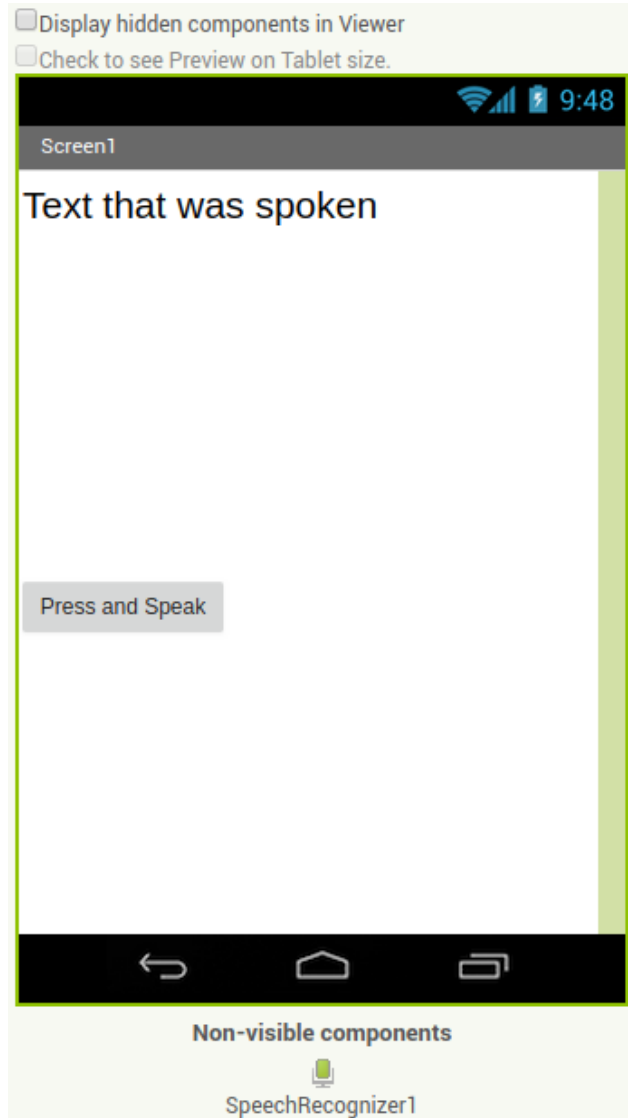 Display hidden components in Viewer
Check to see Preview on Tablet size.
9:48
Screen1
Text that was spoken
Press and Speak
Non-visible components
SpeechRecognizer1